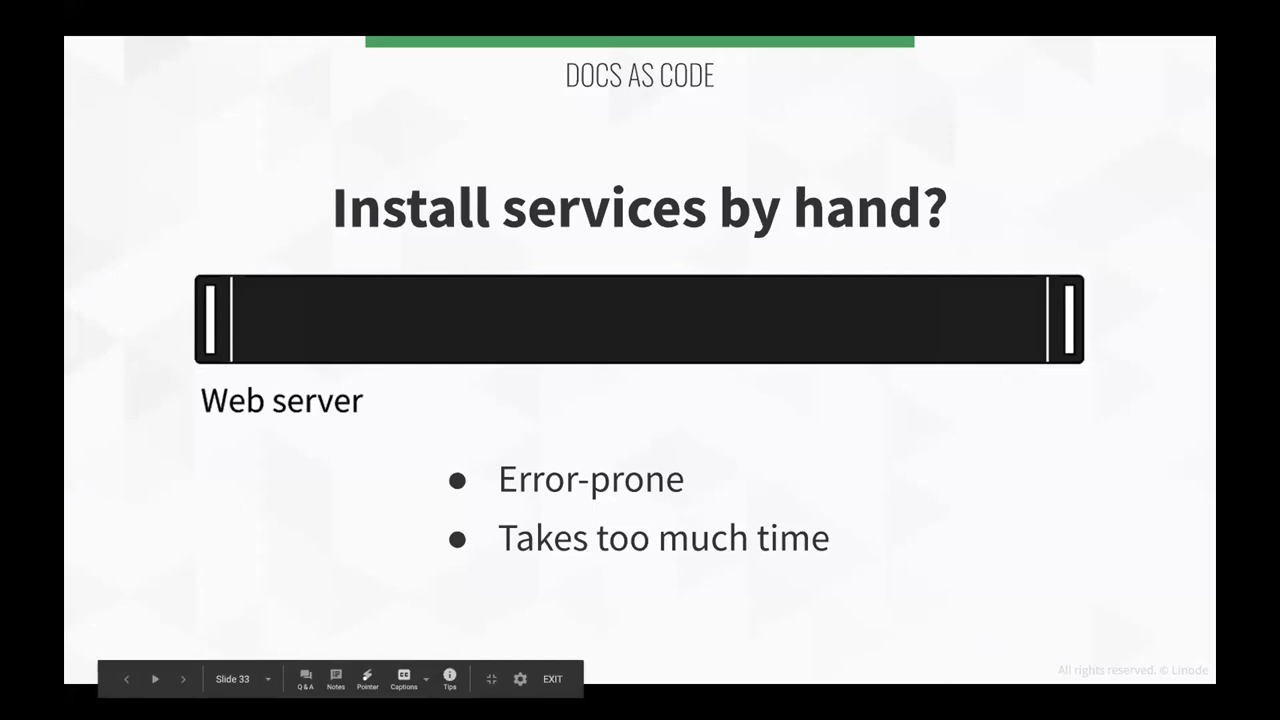 DOCS AS CODE
Install services by hand?
Web server
● Error-prone
● Takes too much time
All rights reserved. © Linode
Slide 33
Q & A
Notes
Pointer
Captions
Tips
EXIT